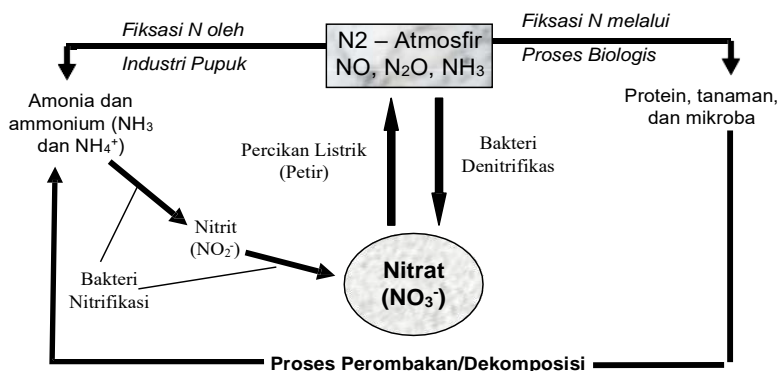 Fiksasi N oleh
Industri Pupuk
N2 – Atmosfir
NO, N₂O, NH₃
Fiksasi N melalui
Proses Biologis
Amonia dan
ammonium (NH₃
dan NH₄⁺)
Protein, tanaman,
dan mikroba
Percikan Listrik
(Petir)
Bakteri
Denitrifikas
Nitrit
(NO₂⁻)
Bakteri
Nitrifikasi
Nitrat
(NO₃⁻)
Proses Perombakan/Dekomposisi